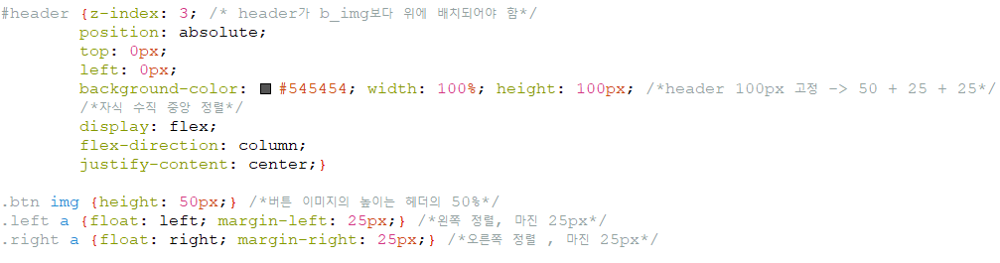 #header {z-index: 3; /* header가 b_img보다 위에 배치되어야 함*/
position: absolute;
top: 0px;
left: 0px;
background-color: #545454; width: 100%; height: 100px; /*header 100px 고정 -> 50 + 25 + 25*/
/*자식 수직 중앙 정렬*/
display: flex;
flex-direction: column;
justify-content: center;}
.btn img {height: 50px;} /*버튼 이미지의 높이는 헤더의 50%*/
.left a {float: left; margin-left: 25px;} /*왼쪽 정렬, 마진 25px*/
.right a {float: right; margin-right: 25px;} /*오른쪽 정렬 , 마진 25px*/